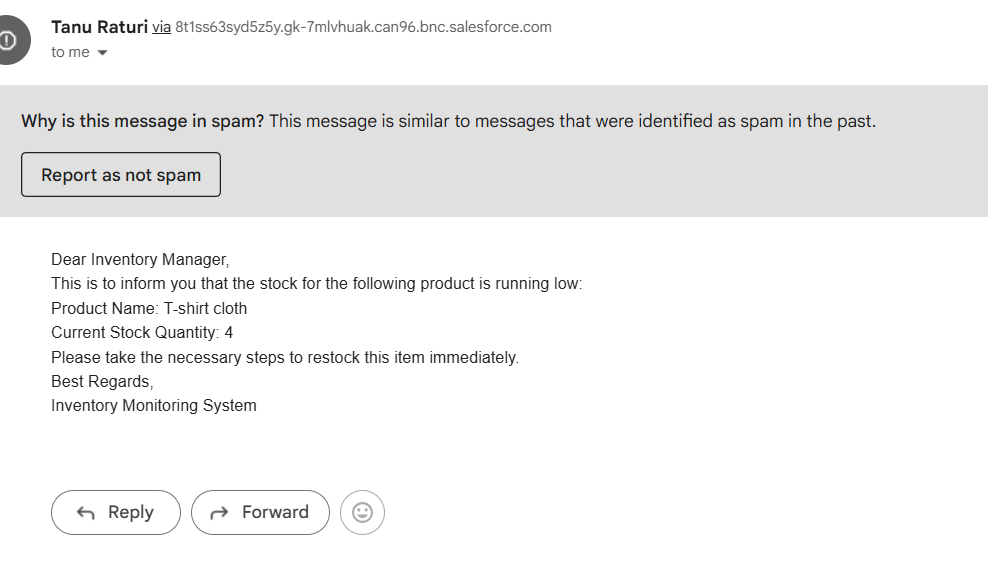 Tanu Raturi via 8t1ss63syd5z5y.gk-7mlvhuak.can96.bnc.salesforce.com
to me
Why is this message in spam? This message is similar to messages that were identified as spam in the past.
Report as not spam
Dear Inventory Manager,
This is to inform you that the stock for the following product is running low:
Product Name: T-shirt cloth
Current Stock Quantity: 4
Please take the necessary steps to restock this item immediately.
Best Regards,
Inventory Monitoring System
Reply Forward